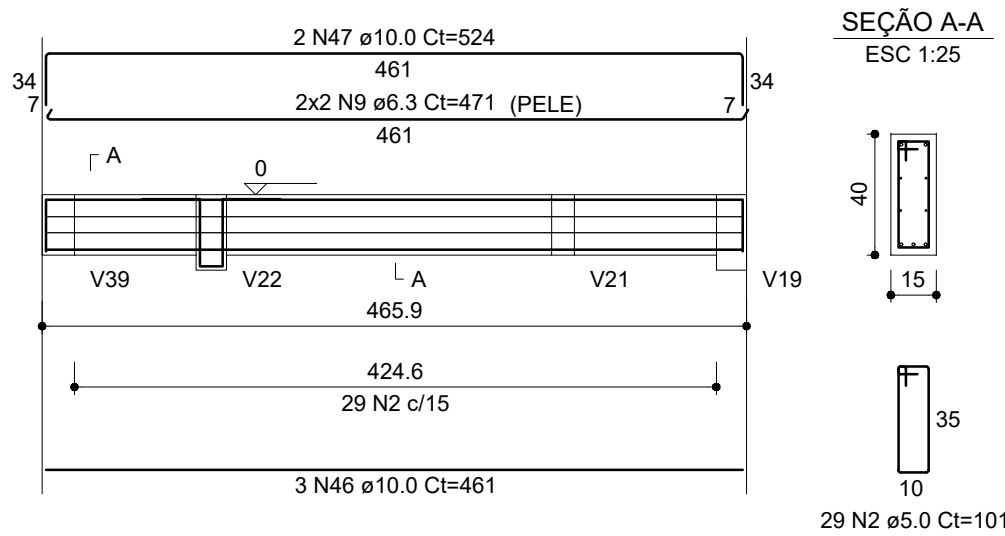 2 N47 ø10.0 Ct=524
461
34
34
7
2x2 N9 ø6.3 Ct=471 (PELE)
7
461
A
0
V39
V22
A
V21
V19
465.9
424.6
29 N2 c/15
3 N46 ø10.0 Ct=461
SEÇÃO A-A
ESC 1:25
40
15
35
10
29 N2 ø5.0 Ct=101